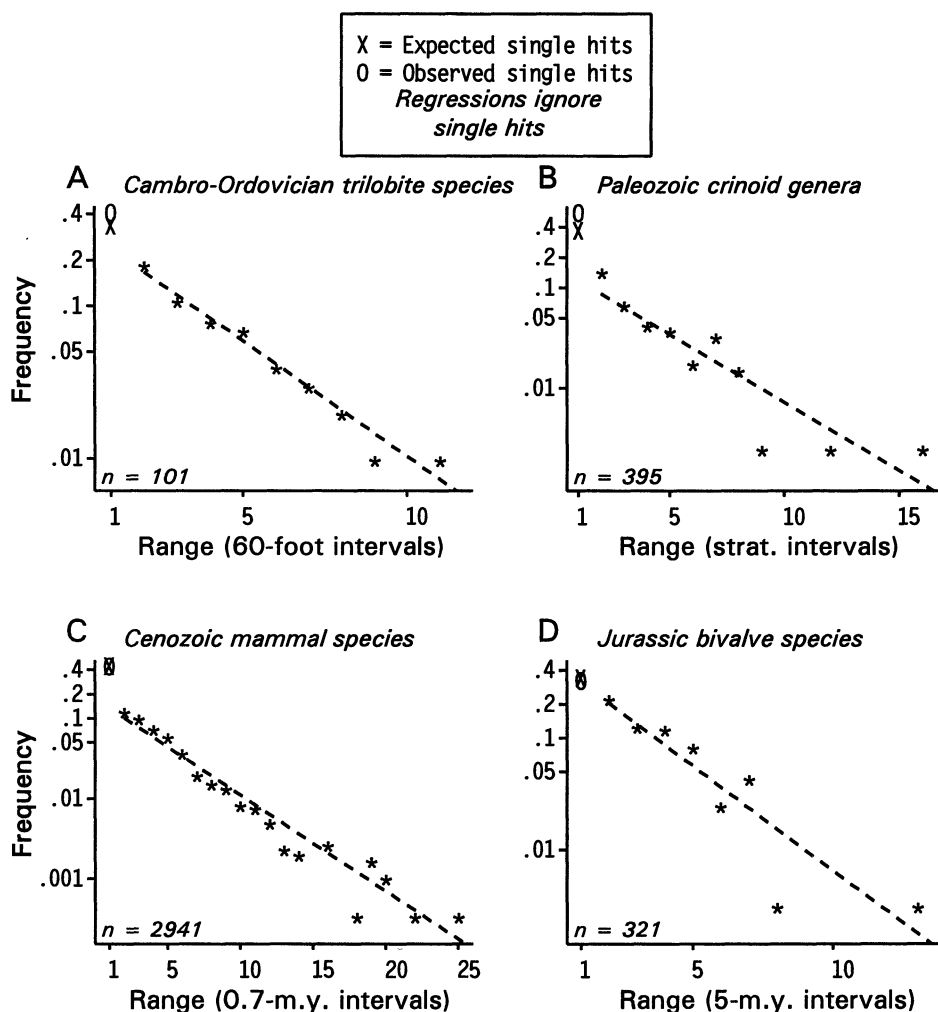 X = Expected single hits
O = Observed single hits
Regressions ignore
single hits
A Cambro-Ordovician trilobite species
Frequency
.4
.2
.1
.05
.01
O
X
n = 101
1 5 10
Range (60-foot intervals)
B Paleozoic crinoid genera
.4
.2
.1
.05
.01
O
X
n = 395
1 5 10 15
Range (strat. intervals)
C Cenozoic mammal species
Frequency
.4
.2
.1
.05
.01
.001
n = 2941
1 5 10 15 20 25
Range (0.7-m.y. intervals)
D Jurassic bivalve species
.4
.2
.1
.05
.01
n = 321
1 5 10
Range (5-m.y. intervals)